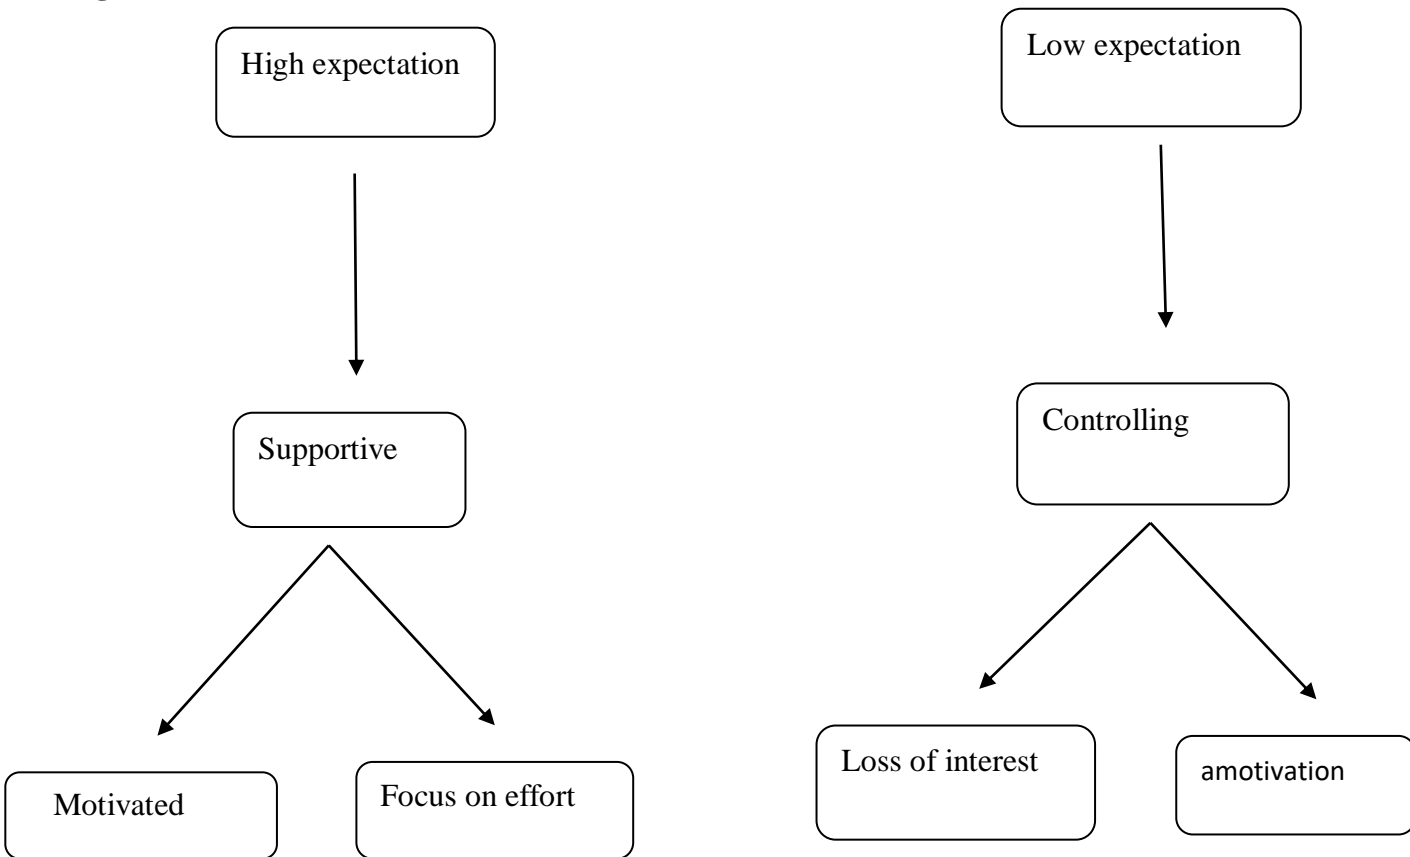 High expectation
Low expectation
Supportive
Controlling
Motivated
Focus on effort
Loss of interest
amotivation